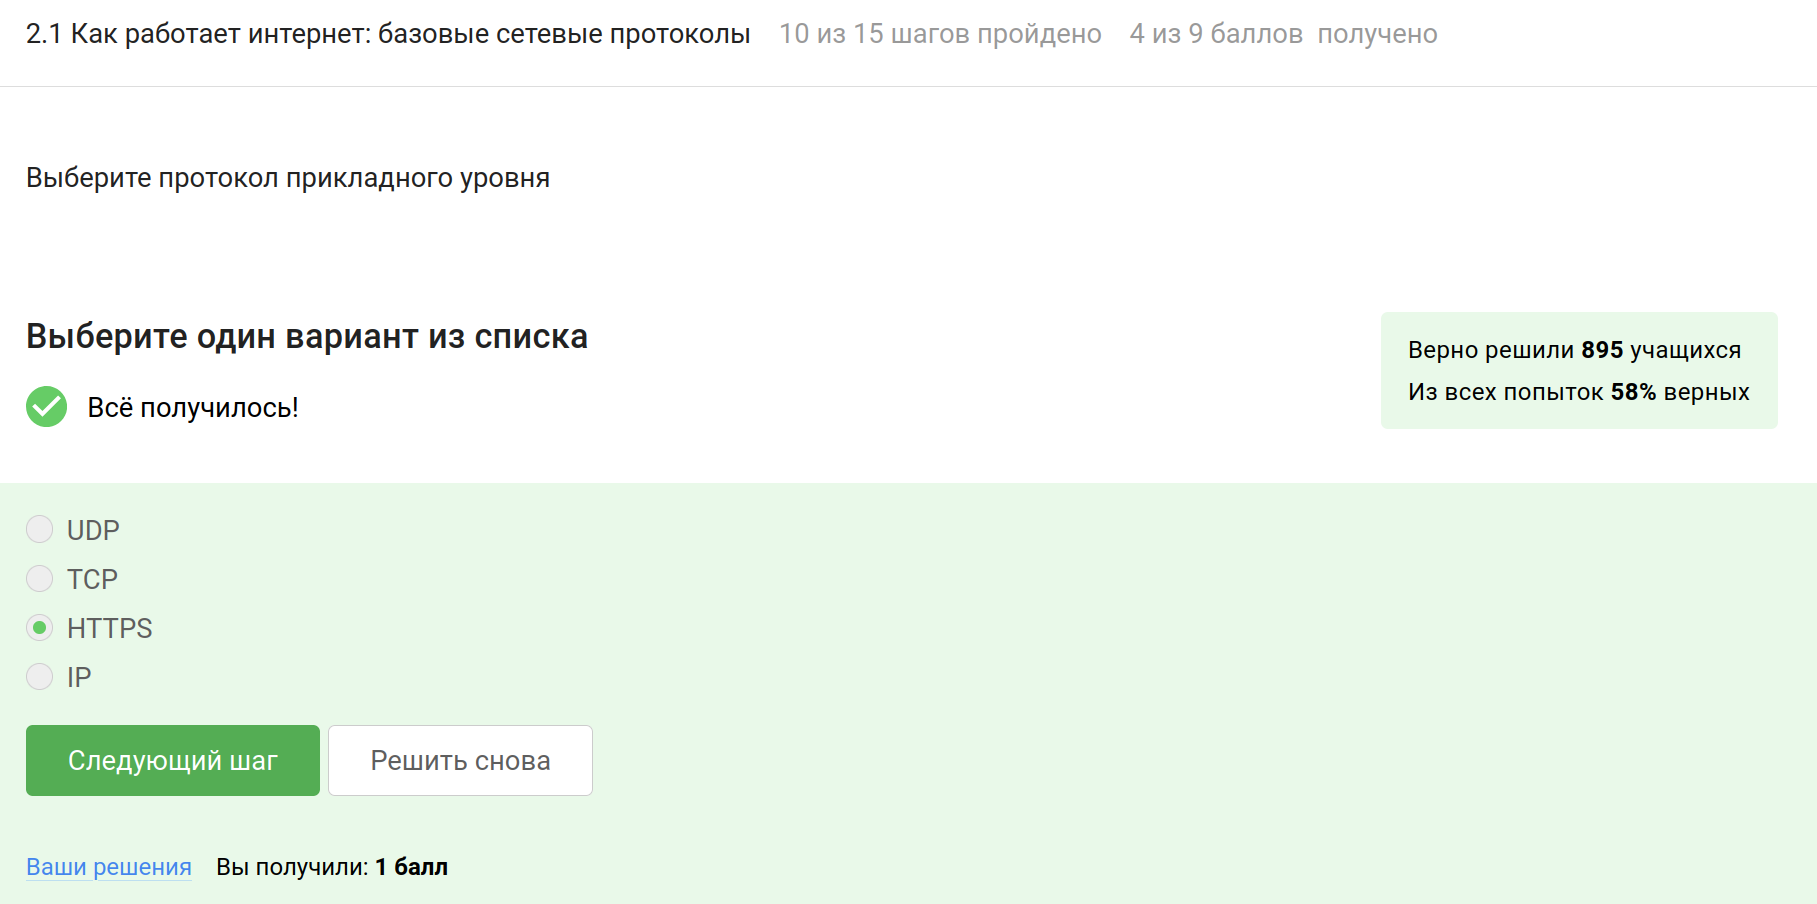 2.1 Как работает интернет: базовые сетевые протоколы 10 из 15 шагов пройдено 4 из 9 баллов получено
Выберите протокол прикладного уровня
Выберите один вариант из списка
Всё получилось!
Верно решили 895 учащихся
Из всех попыток 58% верных
UDP
TCP
HTTPS
IP
Следующий шаг Решить снова
Ваши решения Вы получили: 1 балл